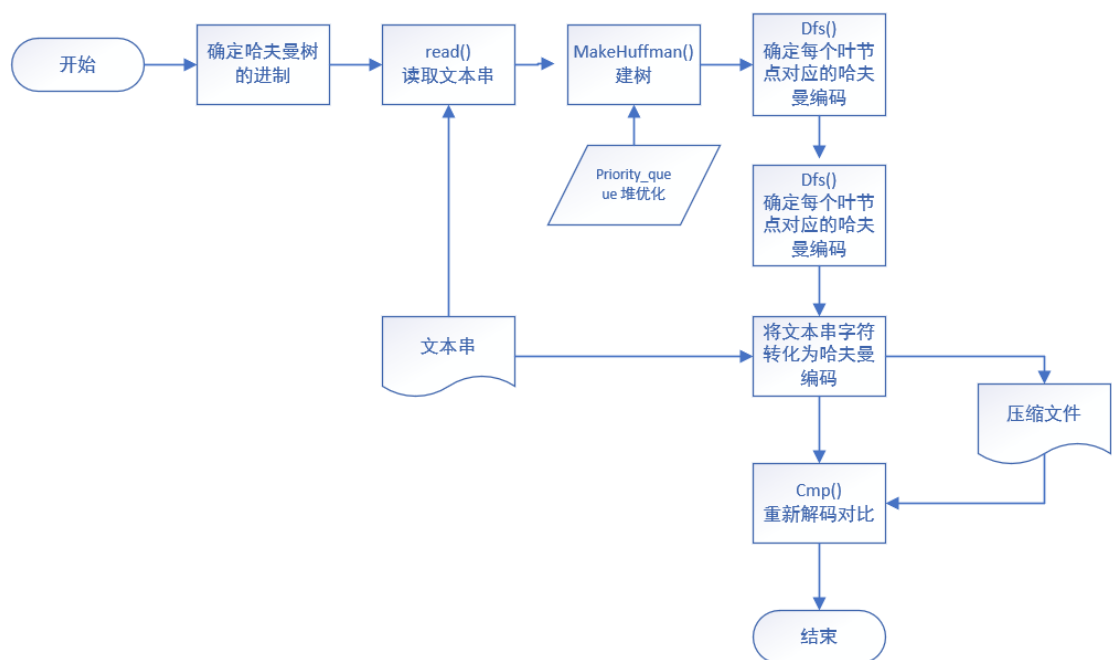 开始
确定哈夫曼树
的进制
read()
读取文本串
MakeHuffman()
建树
Dfs()
确定每个叶节
点对应的哈夫
曼编码
Priority_que
ue 堆优化
Dfs()
确定每个叶节
点对应的哈夫
曼编码
文本串
将文本串字符
转化为哈夫曼
编码
压缩文件
Cmp()
重新解码对比
结束